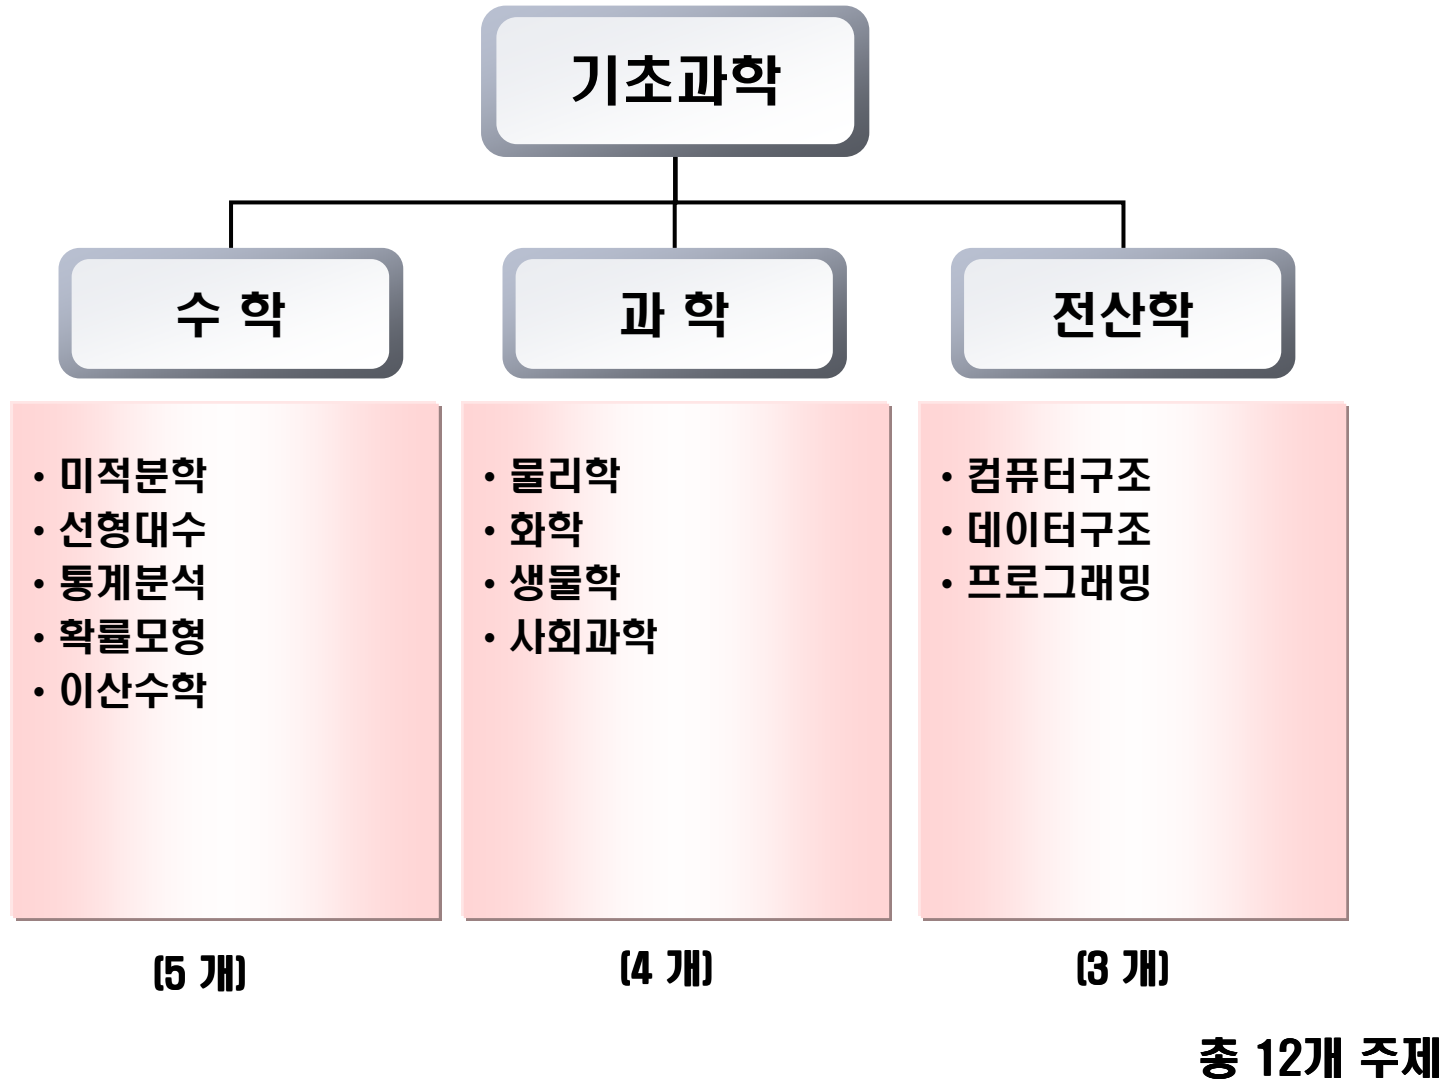 기초과학
수 학
과 학
전산학
• 미적분학
• 선형대수
• 통계분석
• 확률모형
• 이산수학
• 물리학
• 화학
• 생물학
• 사회과학
• 컴퓨터구조
• 데이터구조
• 프로그래밍
(5 개)
(4 개)
(3 개)
총 12개 주제